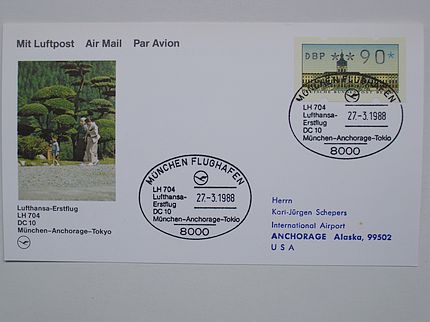 Mit Luftpost Air Mail Par Avion
DBP *** 90*
MÜNCHEN FLUGHAFEN
LH 704
Lufthansa-
Erstflug
DC 10
27.-3.1988
München-Anchorage-Tokio
8000
MÜNCHEN FLUGHAFEN
LH 704
Lufthansa-
Erstflug
DC 10
27.-3.1988
München-Anchorage-Tokio
8000
Lufthansa-Erstflug
LH 704
DC 10
München-Anchorage-Tokyo
Herrn
Karl-Jürgen Schepers
International Airport
ANCHORAGE Alaska, 99502
U S A